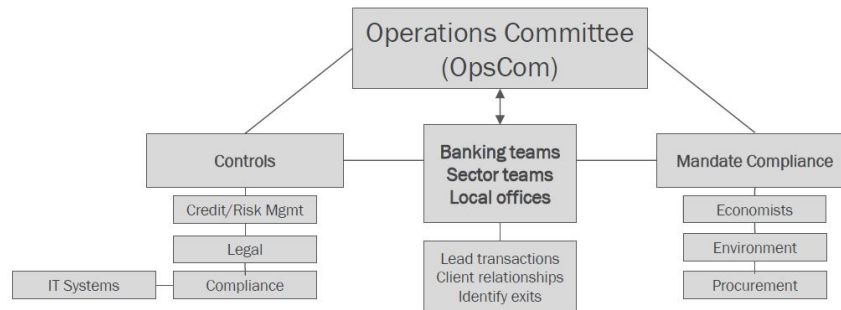 Operations Committee
(OpsCom)
Controls
Banking teams
Sector teams
Local offices
Mandate Compliance
Credit/Risk Mgmt
Legal
IT Systems
Compliance
Lead transactions
Client relationships
Identify exits
Economists
Environment
Procurement